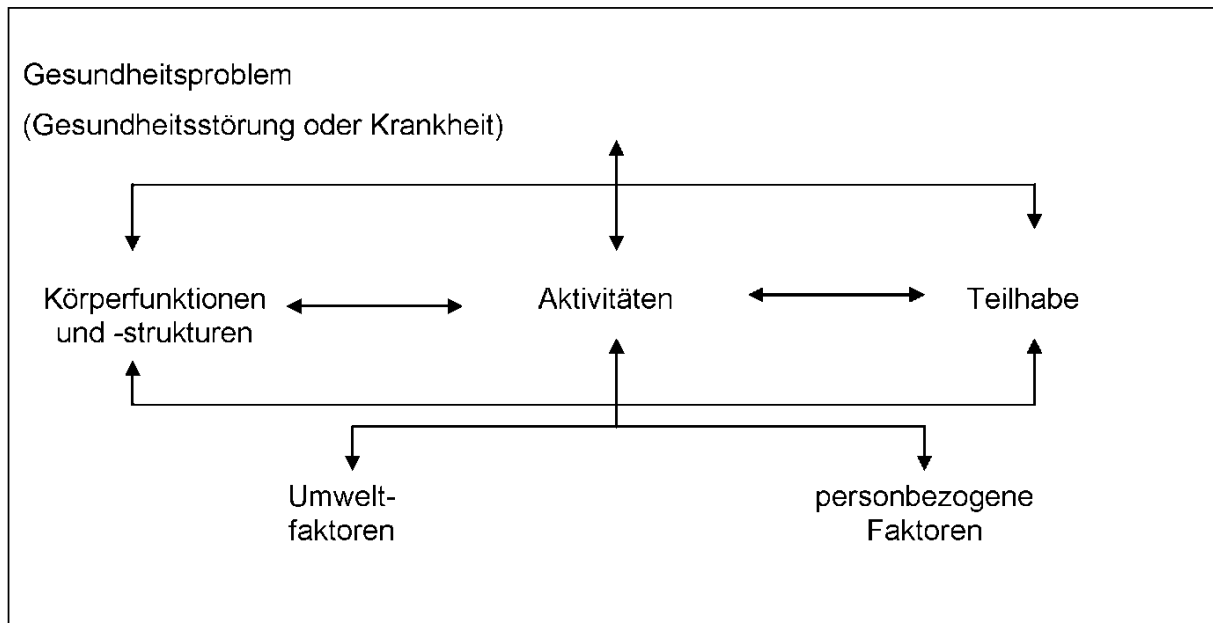 Gesundheitsproblem
(Gesundheitsstörung oder Krankheit)
Körperfunktionen
und -strukturen
Aktivitäten
Teilhabe
Umwelt-
faktoren
personbezogene
Faktoren